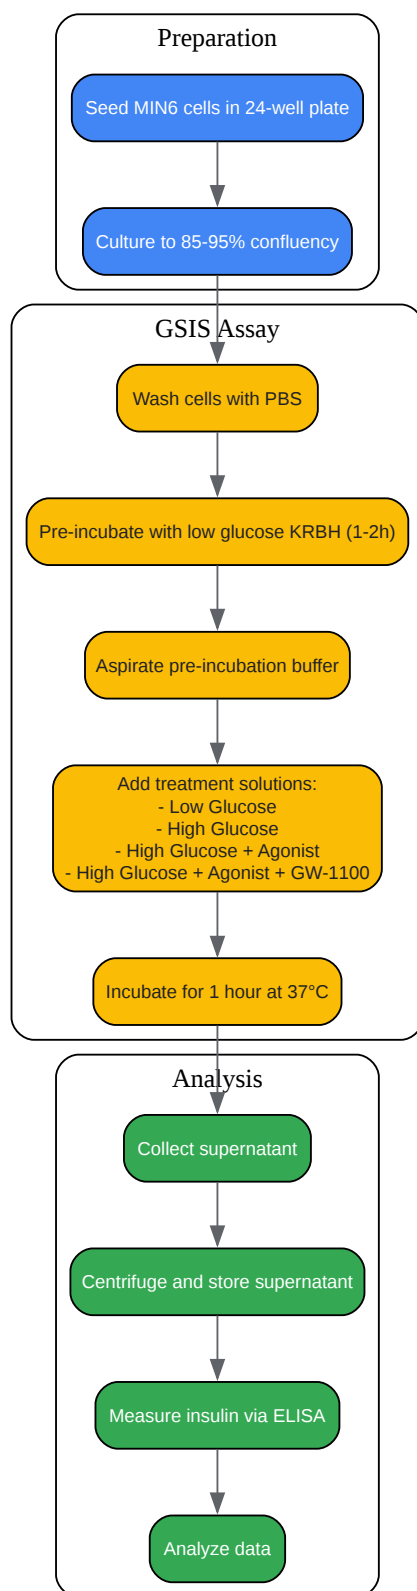 Preparation
Seed MIN6 cells in 24-well plate
Culture to 85-95% confluency
GSIS Assay
Wash cells with PBS
Pre-incubate with low glucose KRBH (1-2h)
Aspirate pre-incubation buffer
Add treatment solutions:
- Low Glucose
- High Glucose
- High Glucose + Agonist
- High Glucose + Agonist + GW-1100
Incubate for 1 hour at 37°C
Analysis
Collect supernatant
Centrifuge and store supernatant
Measure insulin via ELISA
Analyze data